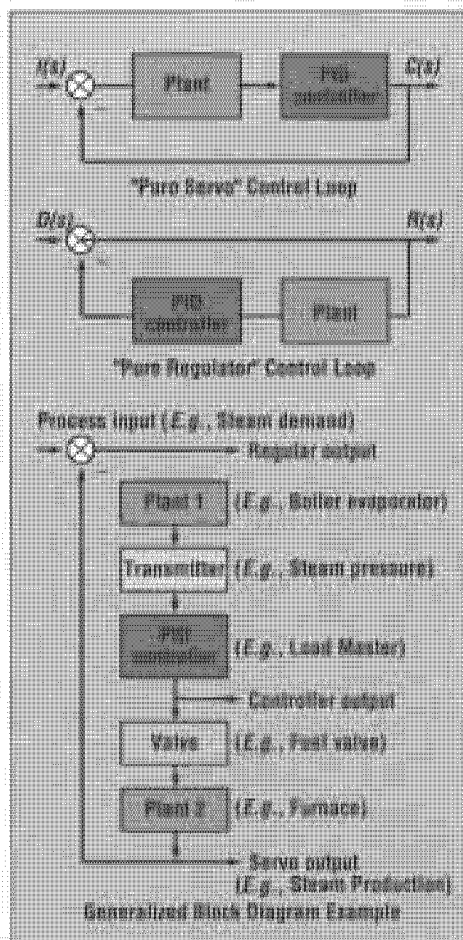 I(s) Plant PID controller C(s)
"Pure Servo" Control Loop
D(s) R(s)
PID controller Plant
"Pure Regulator" Control Loop
Process input (E.g., Steam demand)
Regular output
Plant 1 (E.g., Boiler evaporator)
Transmitter (E.g., Steam pressure)
PID controller (E.g., Load Master)
Controller output
Valve (E.g., Fuel valve)
Plant 2 (E.g., Furnace)
Servo output
(E.g., Steam Production)
Generalized Block Diagram Example